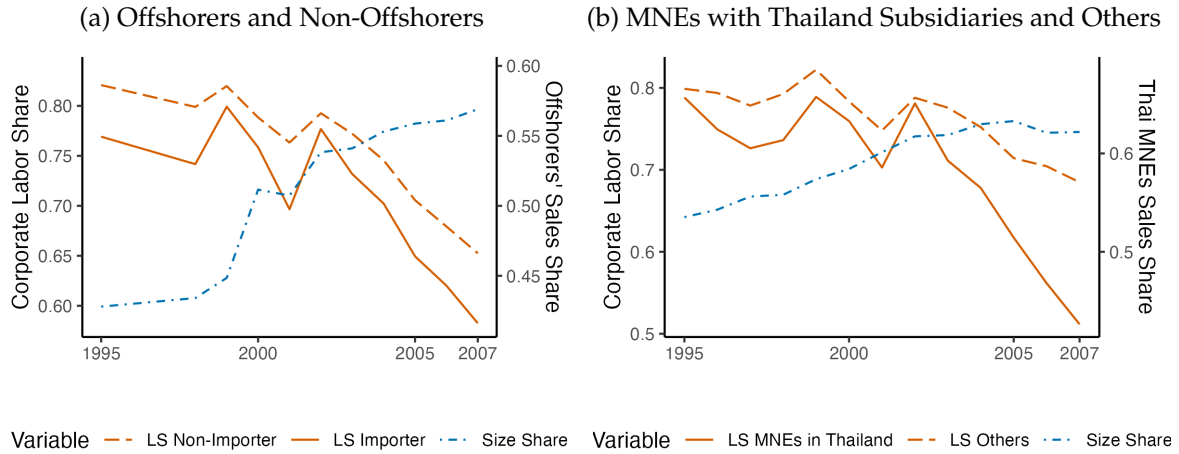 (a) Offshorers and Non-Offshorers
Corporate Labor Share
0.80
0.75
0.70
0.65
0.60
0.60
0.55
0.50
0.45
Offshorers' Sales Share
1995
2000
2005
2007
Variable
LS Non-Importer
LS Importer
Size Share
(b) MNEs with Thailand Subsidiaries and Others
Corporate Labor Share
0.8
0.7
0.6
0.5
0.6
0.5
Thai MNEs Sales Share
1995
2000
2005
2007
Variable
LS MNEs in Thailand
LS Others
Size Share